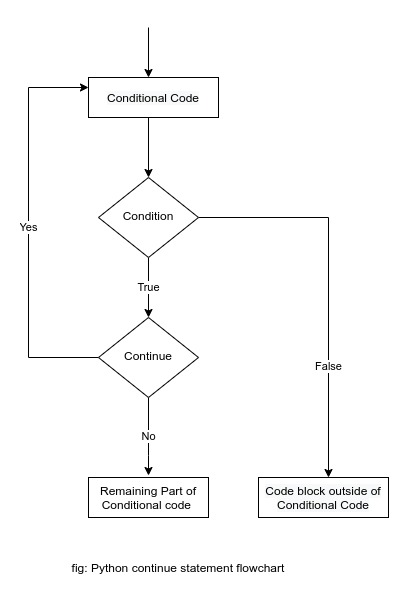 Conditional Code
Condition
Yes
True
Continue
False
No
Remaining Part of
Conditional code
Code block outside of
Conditional Code
fig: Python continue statement flowchart